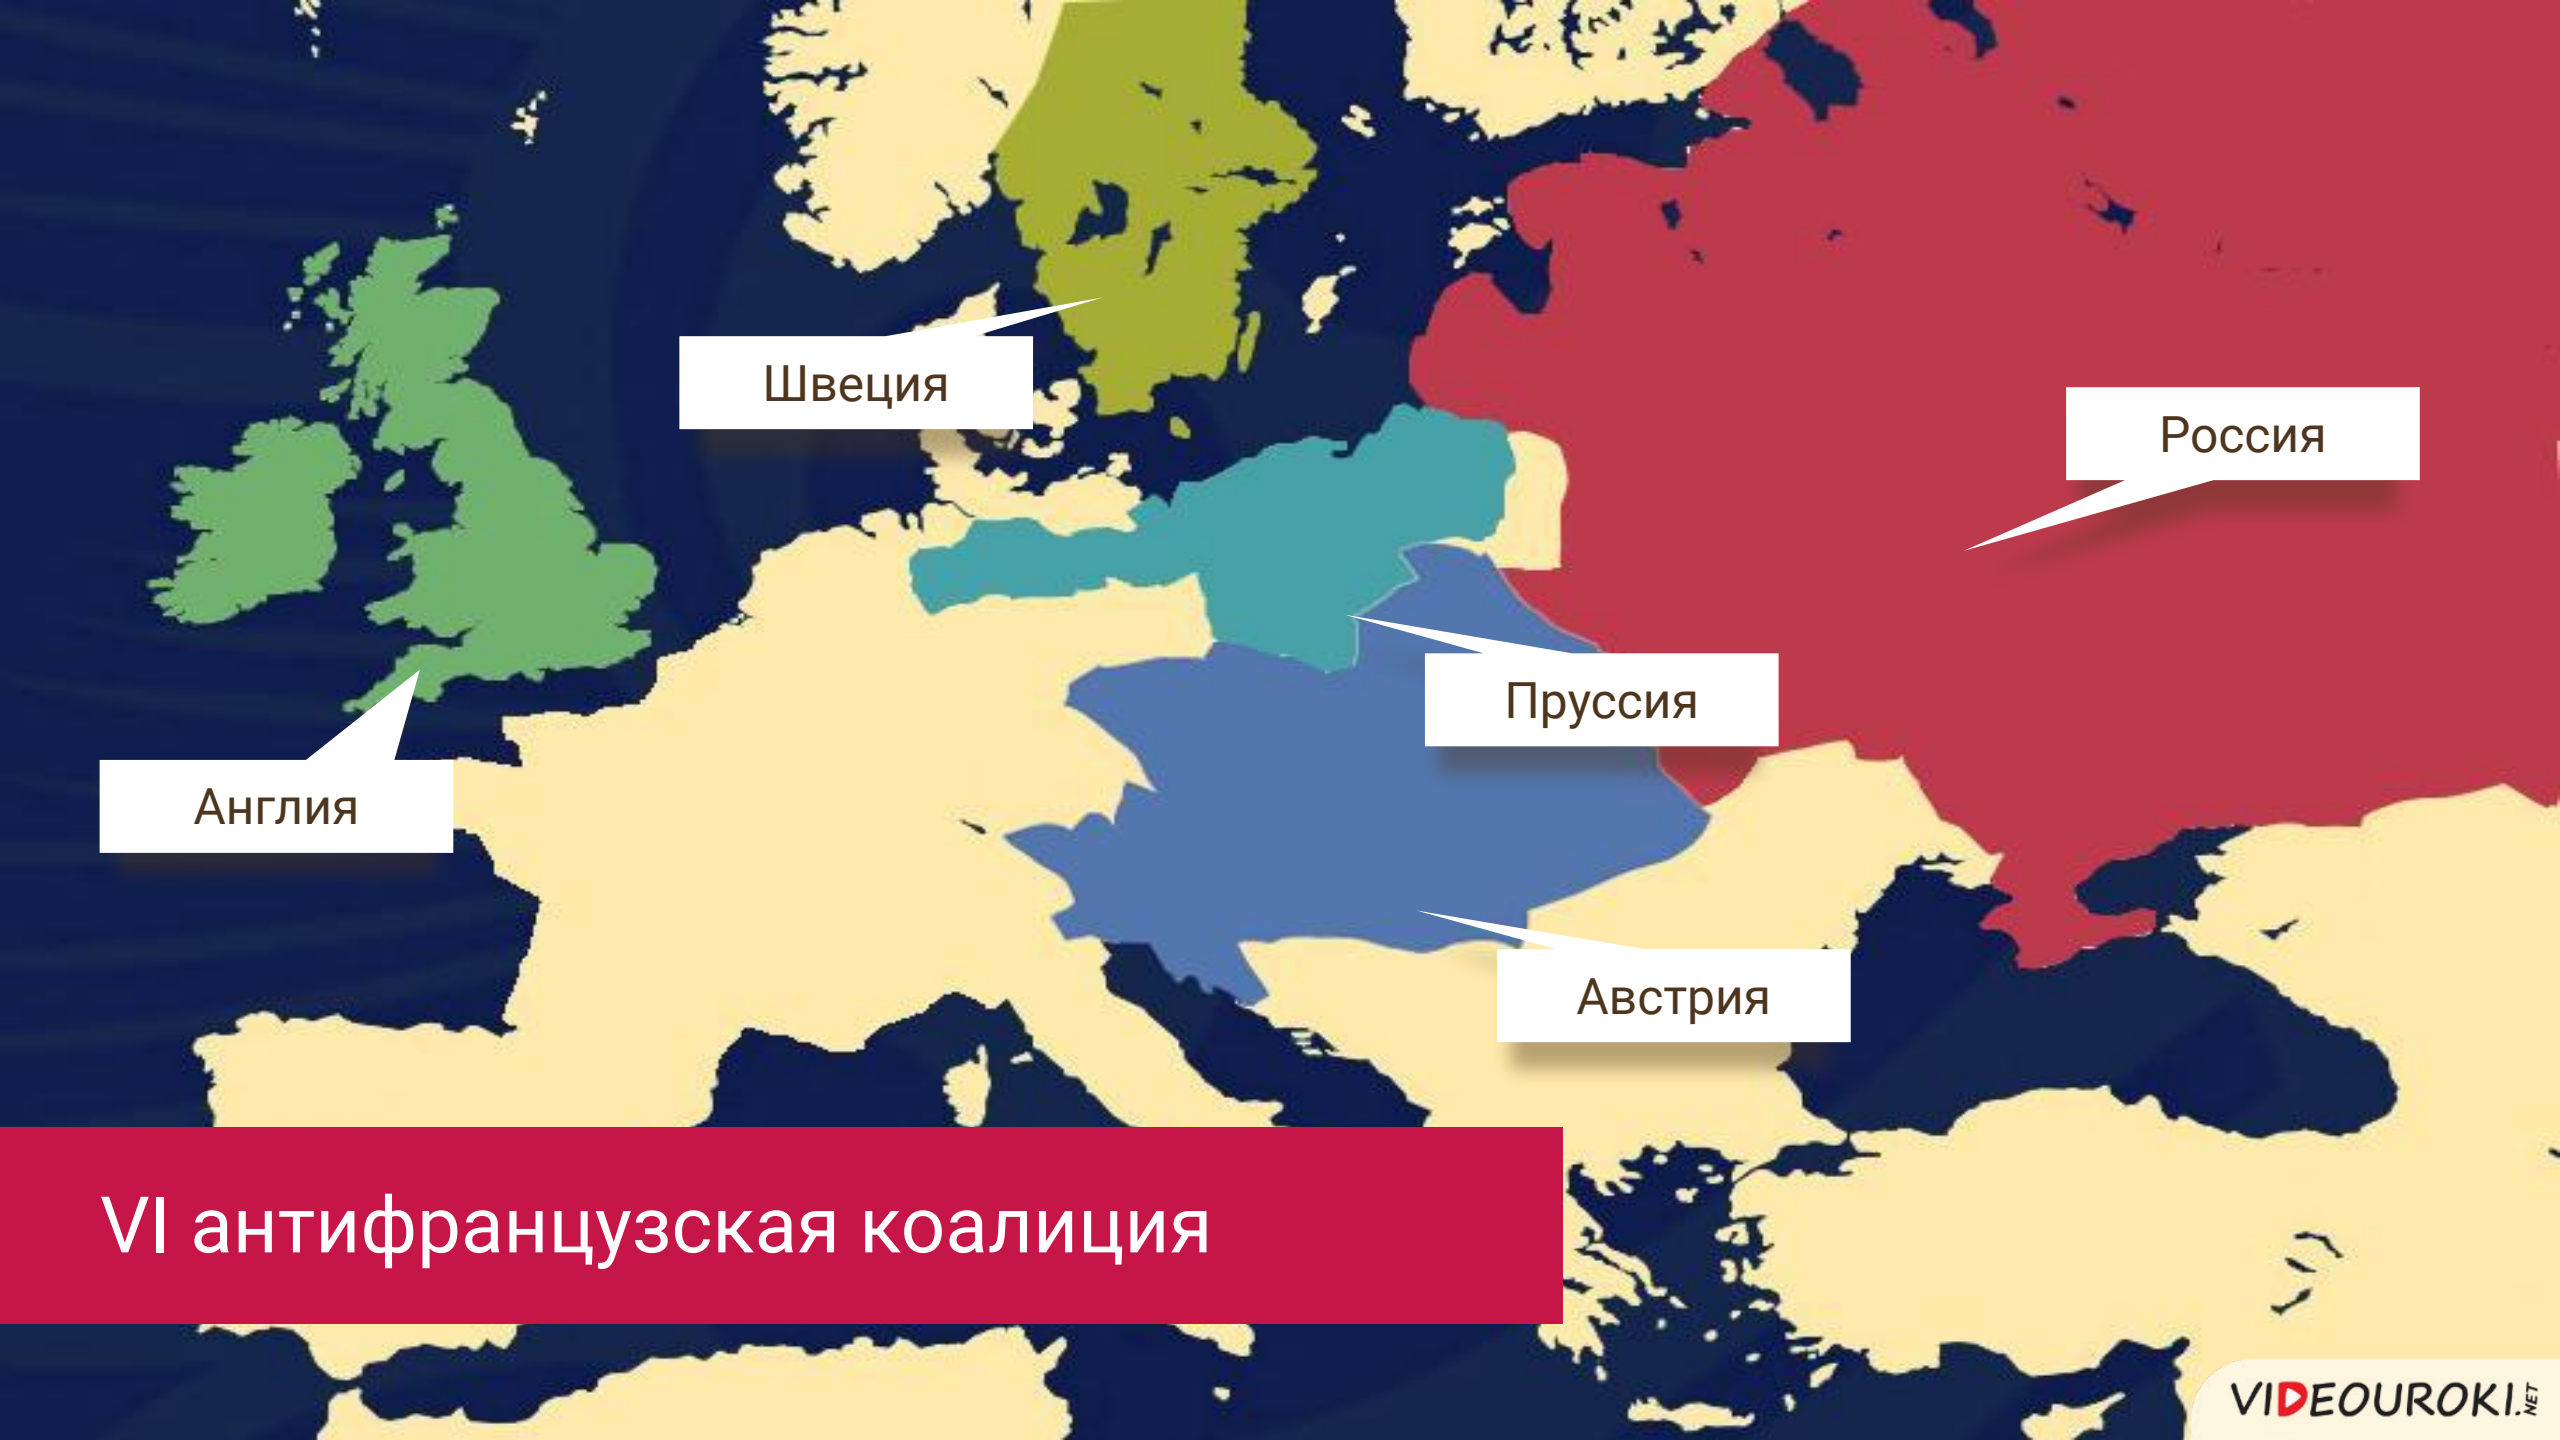 Швеция
Россия
Пруссия
Англия
Австрия
VI антифранцузская коалиция
VIDEOUROKI.NET